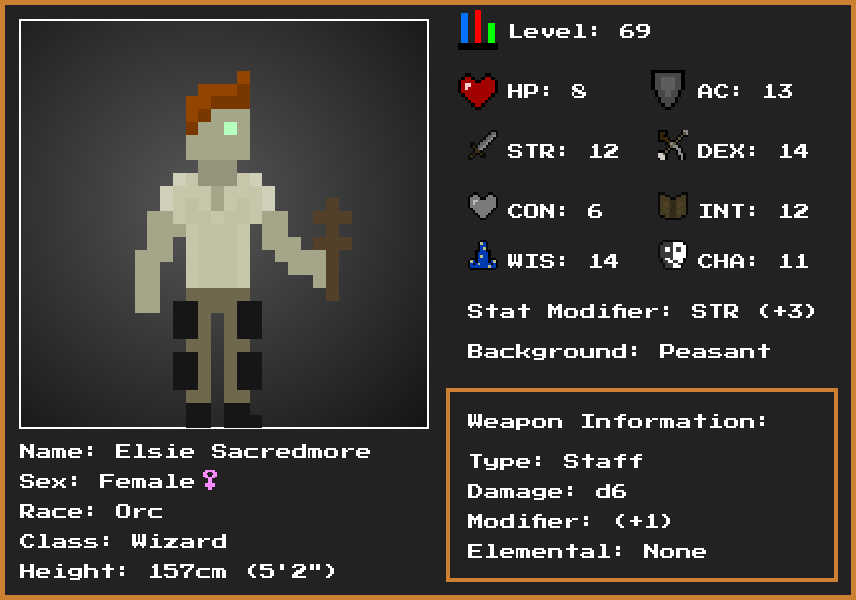 Level: 69
HP: 8 AC: 13
STR: 12 DEX: 14
CON: 6 INT: 12
WIS: 14 CHA: 11
Stat Modifier: STR (+3)
Background: Peasant
Weapon Information:
Type: Staff
Damage: d6
Modifier: (+1)
Elemental: None
Name: Elsie Sacredmore
Sex: Female♀
Race: Orc
Class: Wizard
Height: 157cm (5'2")